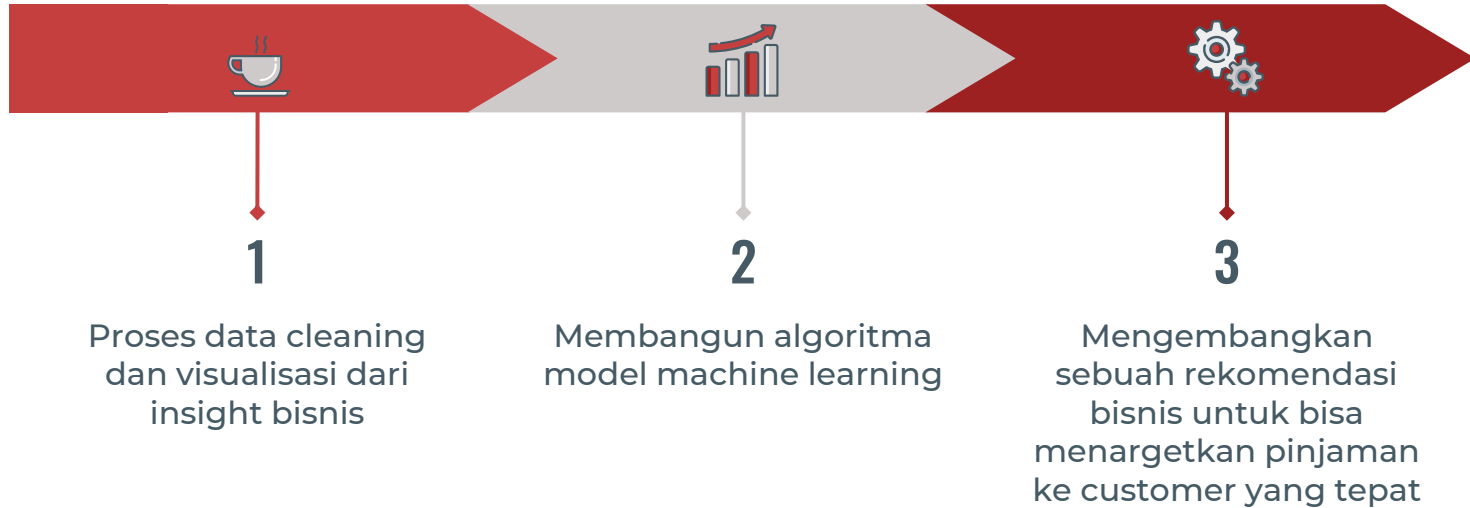 1
Proses data cleaning
dan visualisasi dari
insight bisnis
2
Membangun algoritma
model machine learning
3
Mengembangkan
sebuah rekomendasi
bisnis untuk bisa
menargetkan pinjaman
ke customer yang tepat